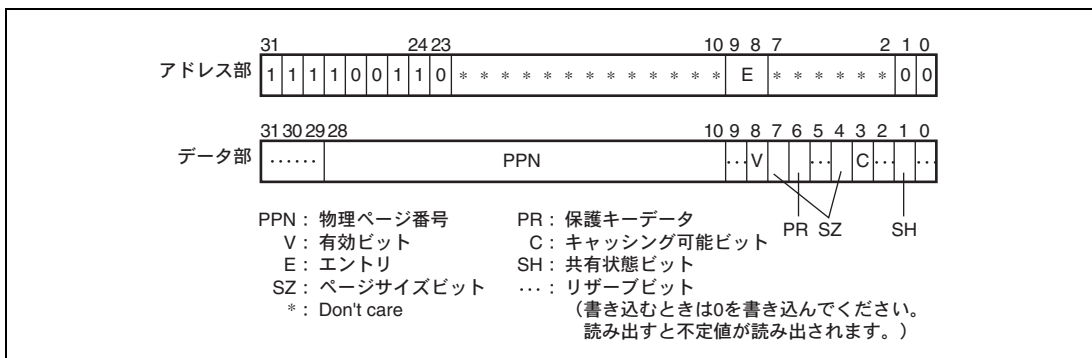 31 24 23 10 9 8 7 2 1 0
アドレス部 1 1 1 1 0 0 1 1 0 * * * * * * * * * * * * * E * * * * * * 0 0
31 30 29 28 10 9 8 7 6 5 4 3 2 1 0
データ部 ······ PPN ··· V ··· C ··· ···
PR SZ SH
PPN： 物理ページ番号 PR： 保護キーデータ
V： 有効ビット C： キャッシング可能ビット
E： エントリ SH： 共有状態ビット
SZ： ページサイズビット ···： リザーブビット
*： Don't care （書き込むときは0を書き込んでください。
読み出すと不定値が読み出されます。）